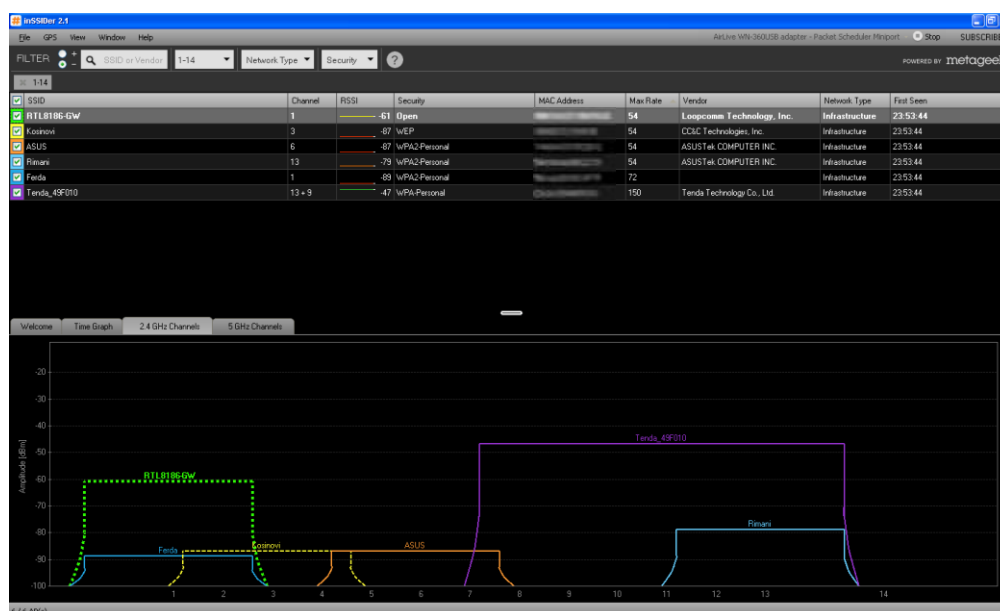 inSSIDer 2.1
File GPS View Window Help AirLive WN-360USB adapter - Packet Scheduler Miniport Stop SUBSCRIBE
FILTER + - SSID or Vendor 1-14 Network Type Security ? POWERED BY metagee
1-14
SSID Channel RSSI Security MAC Address Max Rate Vendor Network Type First Seen
RTL8186-GW 1 -61 Open 54 Loopcomm Technology, Inc. Infrastructure 23:53:44
Kosinovi 3 -87 WEP 54 CC&C Technologies, Inc. Infrastructure 23:53:44
ASUS 6 -87 WPA2-Personal 54 ASUSTek COMPUTER INC. Infrastructure 23:53:44
Rimani 13 -79 WPA2-Personal 54 ASUSTek COMPUTER INC. Infrastructure 23:53:44
Ferda 1 -89 WPA2-Personal 72 Infrastructure 23:53:44
Tenda_49F010 13 + 9 -47 WPA-Personal 150 Tenda Technology Co., Ltd. Infrastructure 23:53:44
Welcome Time Graph 2.4 GHz Channels 5 GHz Channels
Amplitude [dBm]
-20
-30
-40
Tenda_49F010
-50
RTL8186-GW
-60
-70
Rimani
-80
Ferda Kosinovi ASUS
-90
-100
1 2 3 4 5 6 7 8 9 10 11 12 13 14